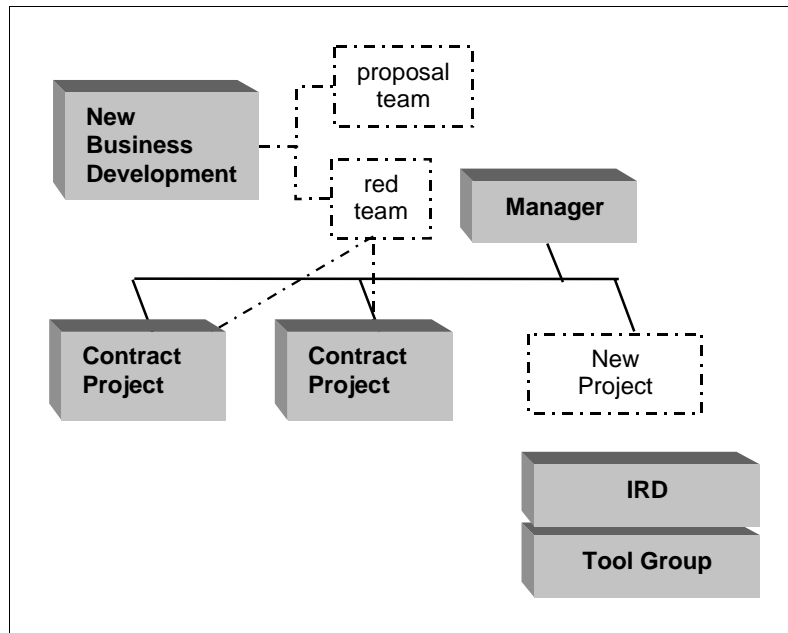 proposal
team
New
Business
Development
red
team
Manager
Contract
Project
Contract
Project
New
Project
IRD
Tool Group